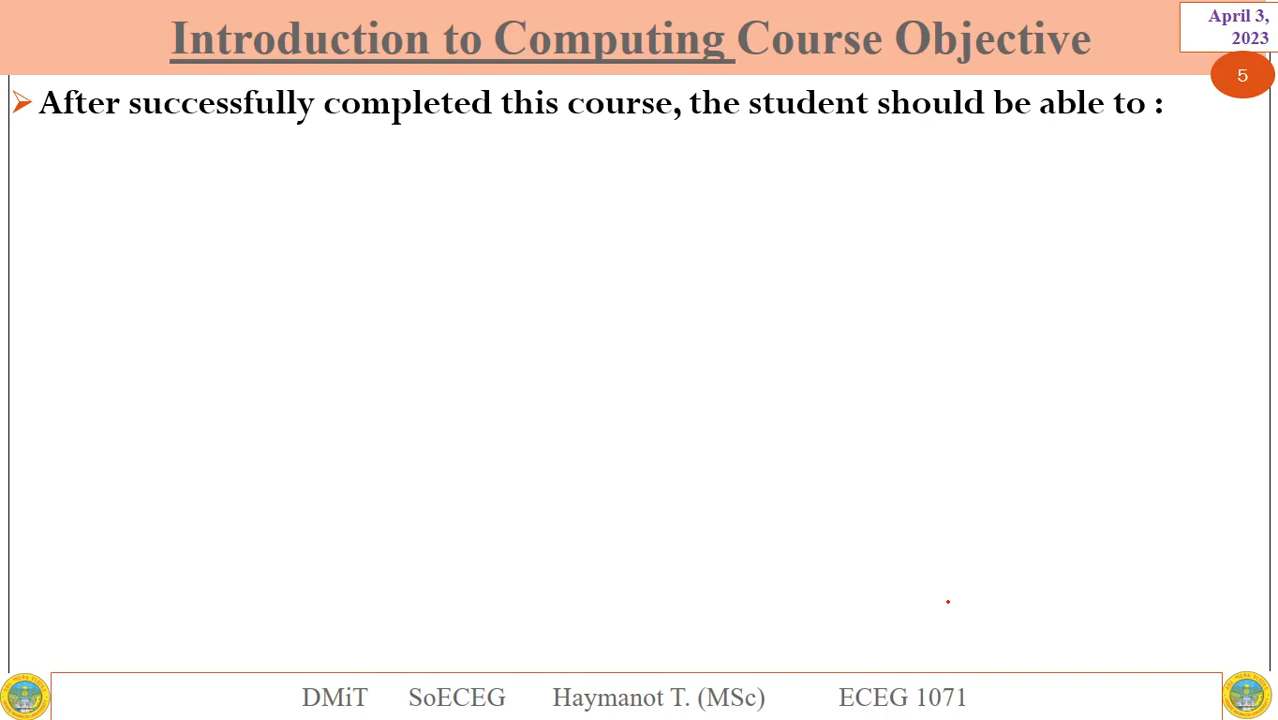 Introduction to Computing Course Objective
April 3,
2023
5
After successfully completed this course, the student should be able to :
DMiT SoECEG Haymanot T. (MSc) ECEG 1071